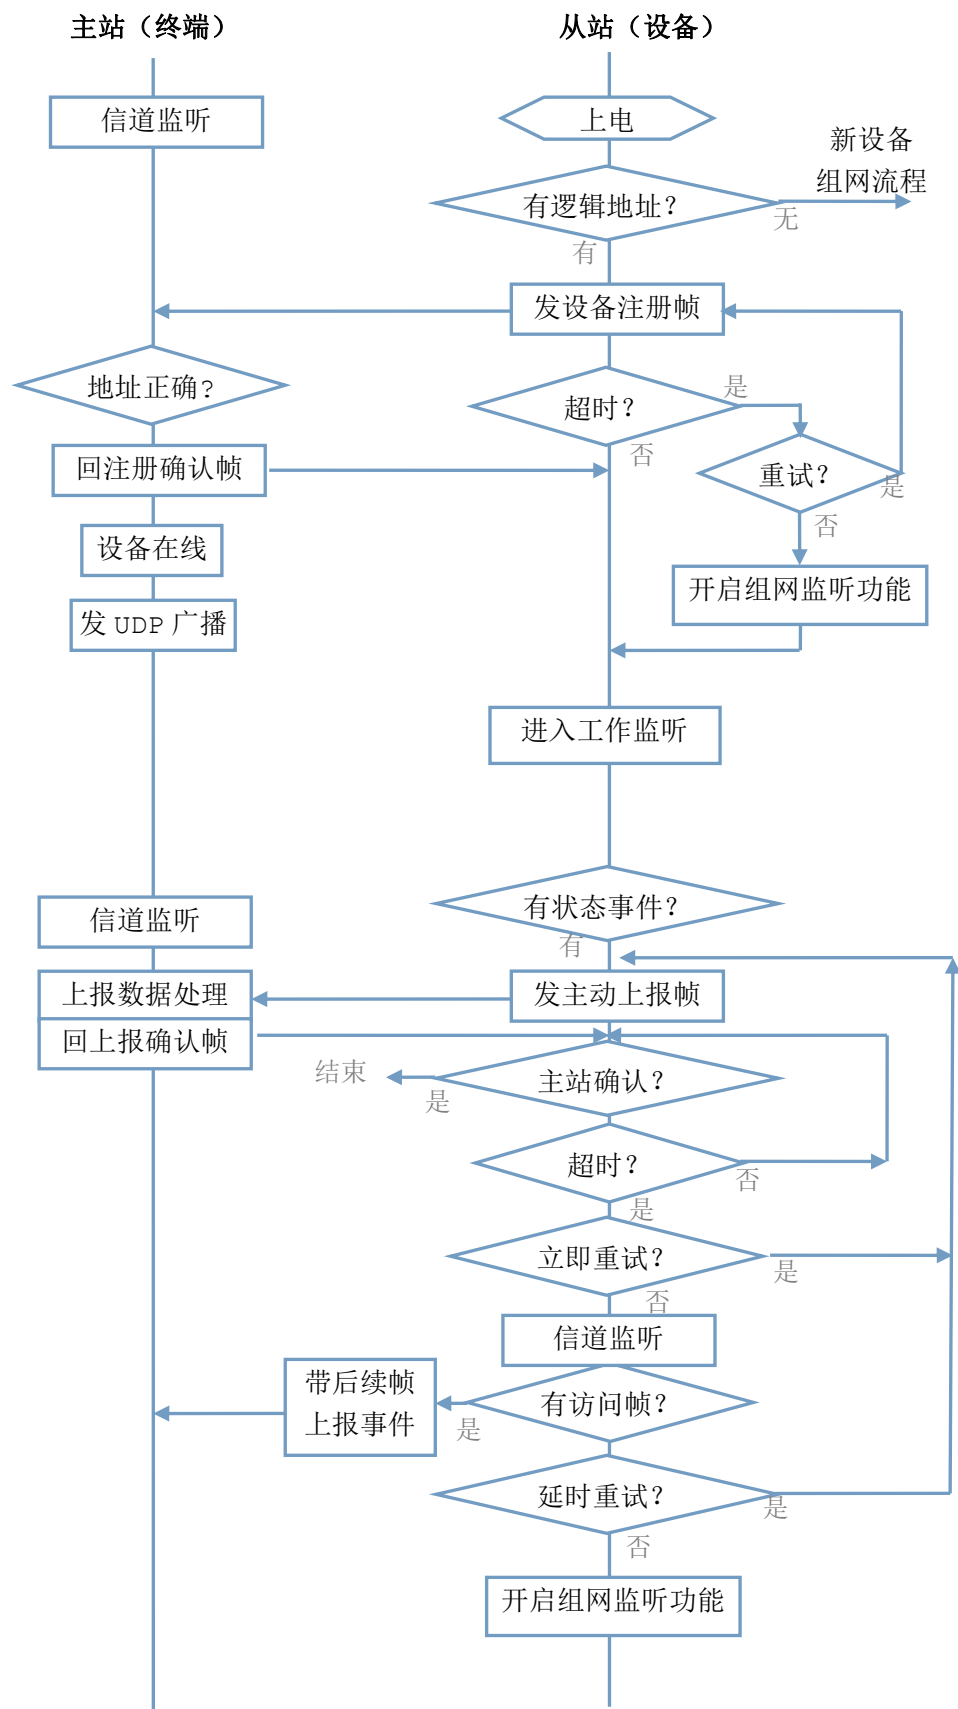 主站（终端）
从站（设备）
信道监听
上电
新设备
组网流程
有逻辑地址?
无
有
发设备注册帧
地址正确?
超时?
是
否
回注册确认帧
重试?
是
否
设备在线
开启组网监听功能
发 UDP 广播
进入工作监听
有状态事件?
有
信道监听
上报数据处理
发主动上报帧
回上报确认帧
结束
主站确认?
是
超时?
否
是
立即重试?
是
否
信道监听
带后续帧
上报事件
有访问帧?
是
延时重试?
是
否
开启组网监听功能